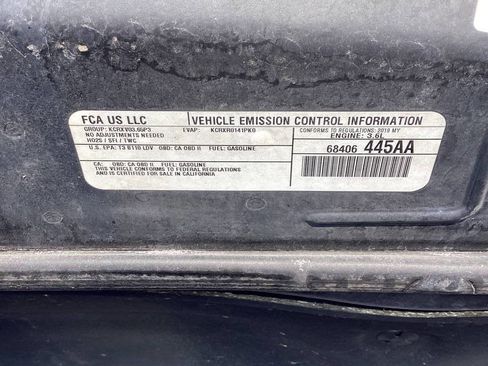 FCA US LLC
VEHICLE EMISSION CONTROL INFORMATION
GROUP: KCRXV03.65P3
EVAP: KCRXR0141PK0
CONFORMS TO REGULATIONS: 2019 MY
NO ADJUSTMENTS NEEDED
ENGINE: 3.6L
HO2S / SFI / TWC
U.S. EPA: T3 B110 LDV OBD: CA OBD II FUEL: GASOLINE
68406 445AA
CA: OBD: CA OBD II FUEL: GASOLINE
THIS VEHICLE CONFORMS TO FEDERAL REGULATIONS
AND IS CERTIFIED FOR SALE IN CALIFORNIA